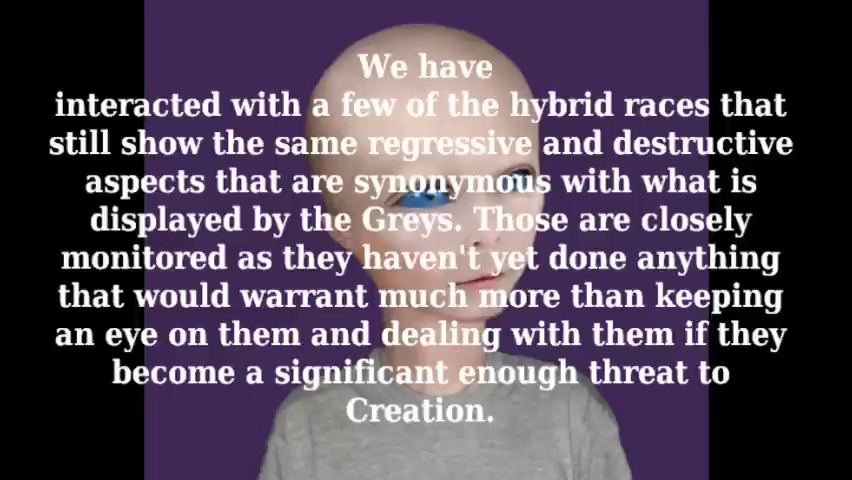 We have
interacted with a few of the hybrid races that
still show the same regressive and destructive
aspects that are synonymous with what is
displayed by the Greys. Those are closely
monitored as they haven't yet done anything
that would warrant much more than keeping
an eye on them and dealing with them if they
become a significant enough threat to
Creation.